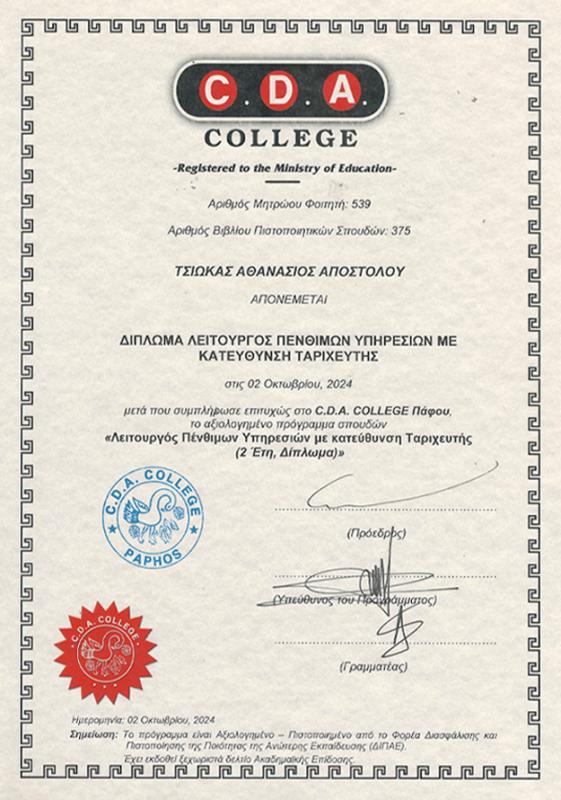 C.D.A.
COLLEGE
-Registered to the Ministry of Education-
Αριθμός Μητρώου Φοιτητή: 539
Αριθμός Βιβλίου Πιστοποιητικών Σπουδών: 375
ΤΣΙΩΚΑΣ ΑΘΑΝΑΣΙΟΣ ΑΠΟΣΤΟΛΟΥ
ΑΠΟΝΕΜΕΤΑΙ
ΔΙΠΛΩΜΑ ΛΕΙΤΟΥΡΓΟΣ ΠΕΝΘΙΜΩΝ ΥΠΗΡΕΣΙΩΝ ΜΕ
ΚΑΤΕΥΘΥΝΣΗ ΤΑΡΙΧΕΥΤΗΣ
στις 02 Οκτωβρίου, 2024
μετά που συμπλήρωσε επιτυχώς στο C.D.A. COLLEGE Πάφου,
το αξιολογημένο πρόγραμμα σπουδών
«Λειτουργός Πένθιμων Υπηρεσιών με κατεύθυνση Ταριχευτής
(2 Έτη, Δίπλωμα)»
C.D.A. COLLEGE
PAPHOS
(Πρόεδρος)
(Υπεύθυνος του Προγράμματος)
C.D.A. COLLEGE
(Γραμματέας)
Ημερομηνία: 02 Οκτωβρίου, 2024
Σημείωση: Το πρόγραμμα είναι Αξιολογημένο – Πιστοποιημένο από το Φορέα Διασφάλισης και
Πιστοποίησης της Ποιότητας της Ανώτερης Εκπαίδευσης (ΔΙΠΑΕ).
Έχει εκδοθεί ξεχωριστά δελτίο Ακαδημαϊκής Επίδοσης.